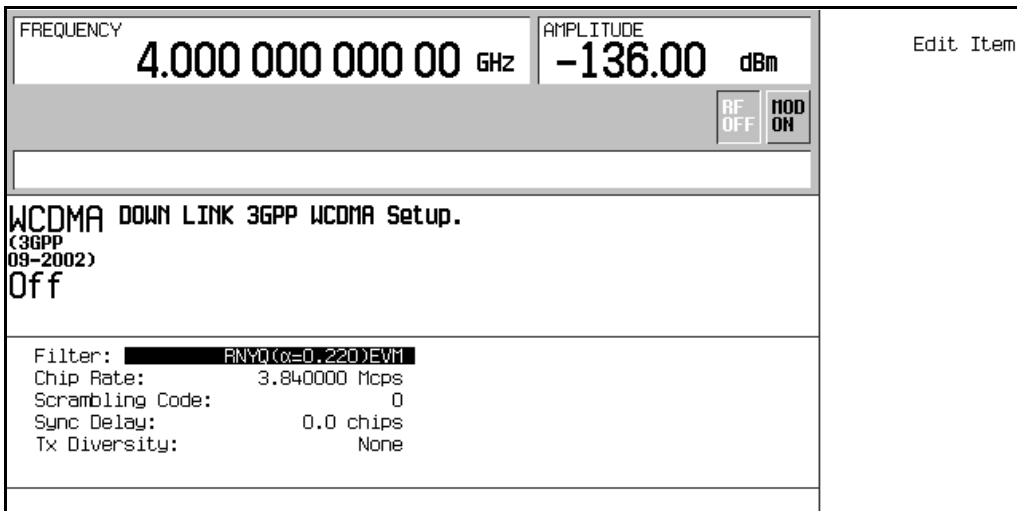 FREQUENCY
4.000 000 000 00 GHz
AMPLITUDE
-136.00 dBm
Edit Item
RF OFF
MOD ON
WCDMA
(3GPP
09-2002)
Off
DOWN LINK 3GPP WCDMA Setup.
Filter: RNYQ(α=0.220)EVM
Chip Rate: 3.840000 Mcps
Scrambling Code: 0
Sync Delay: 0.0 chips
Tx Diversity: None